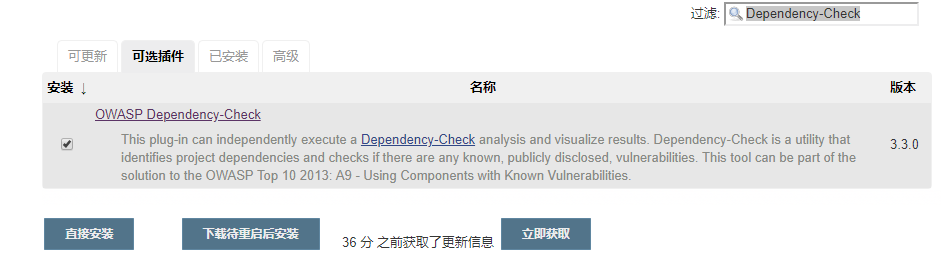 过滤: Dependency-Check
可更新 可选插件 已安装 高级
安装 ↓ 名称 版本
OWASP Dependency-Check
This plug-in can independently execute a Dependency-Check analysis and visualize results. Dependency-Check is a utility that
identifies project dependencies and checks if there are any known, publicly disclosed, vulnerabilities. This tool can be part of the
solution to the OWASP Top 10 2013: A9 - Using Components with Known Vulnerabilities.
3.3.0
直接安装 下载待重启后安装 36 分 之前获取了更新信息 立即获取